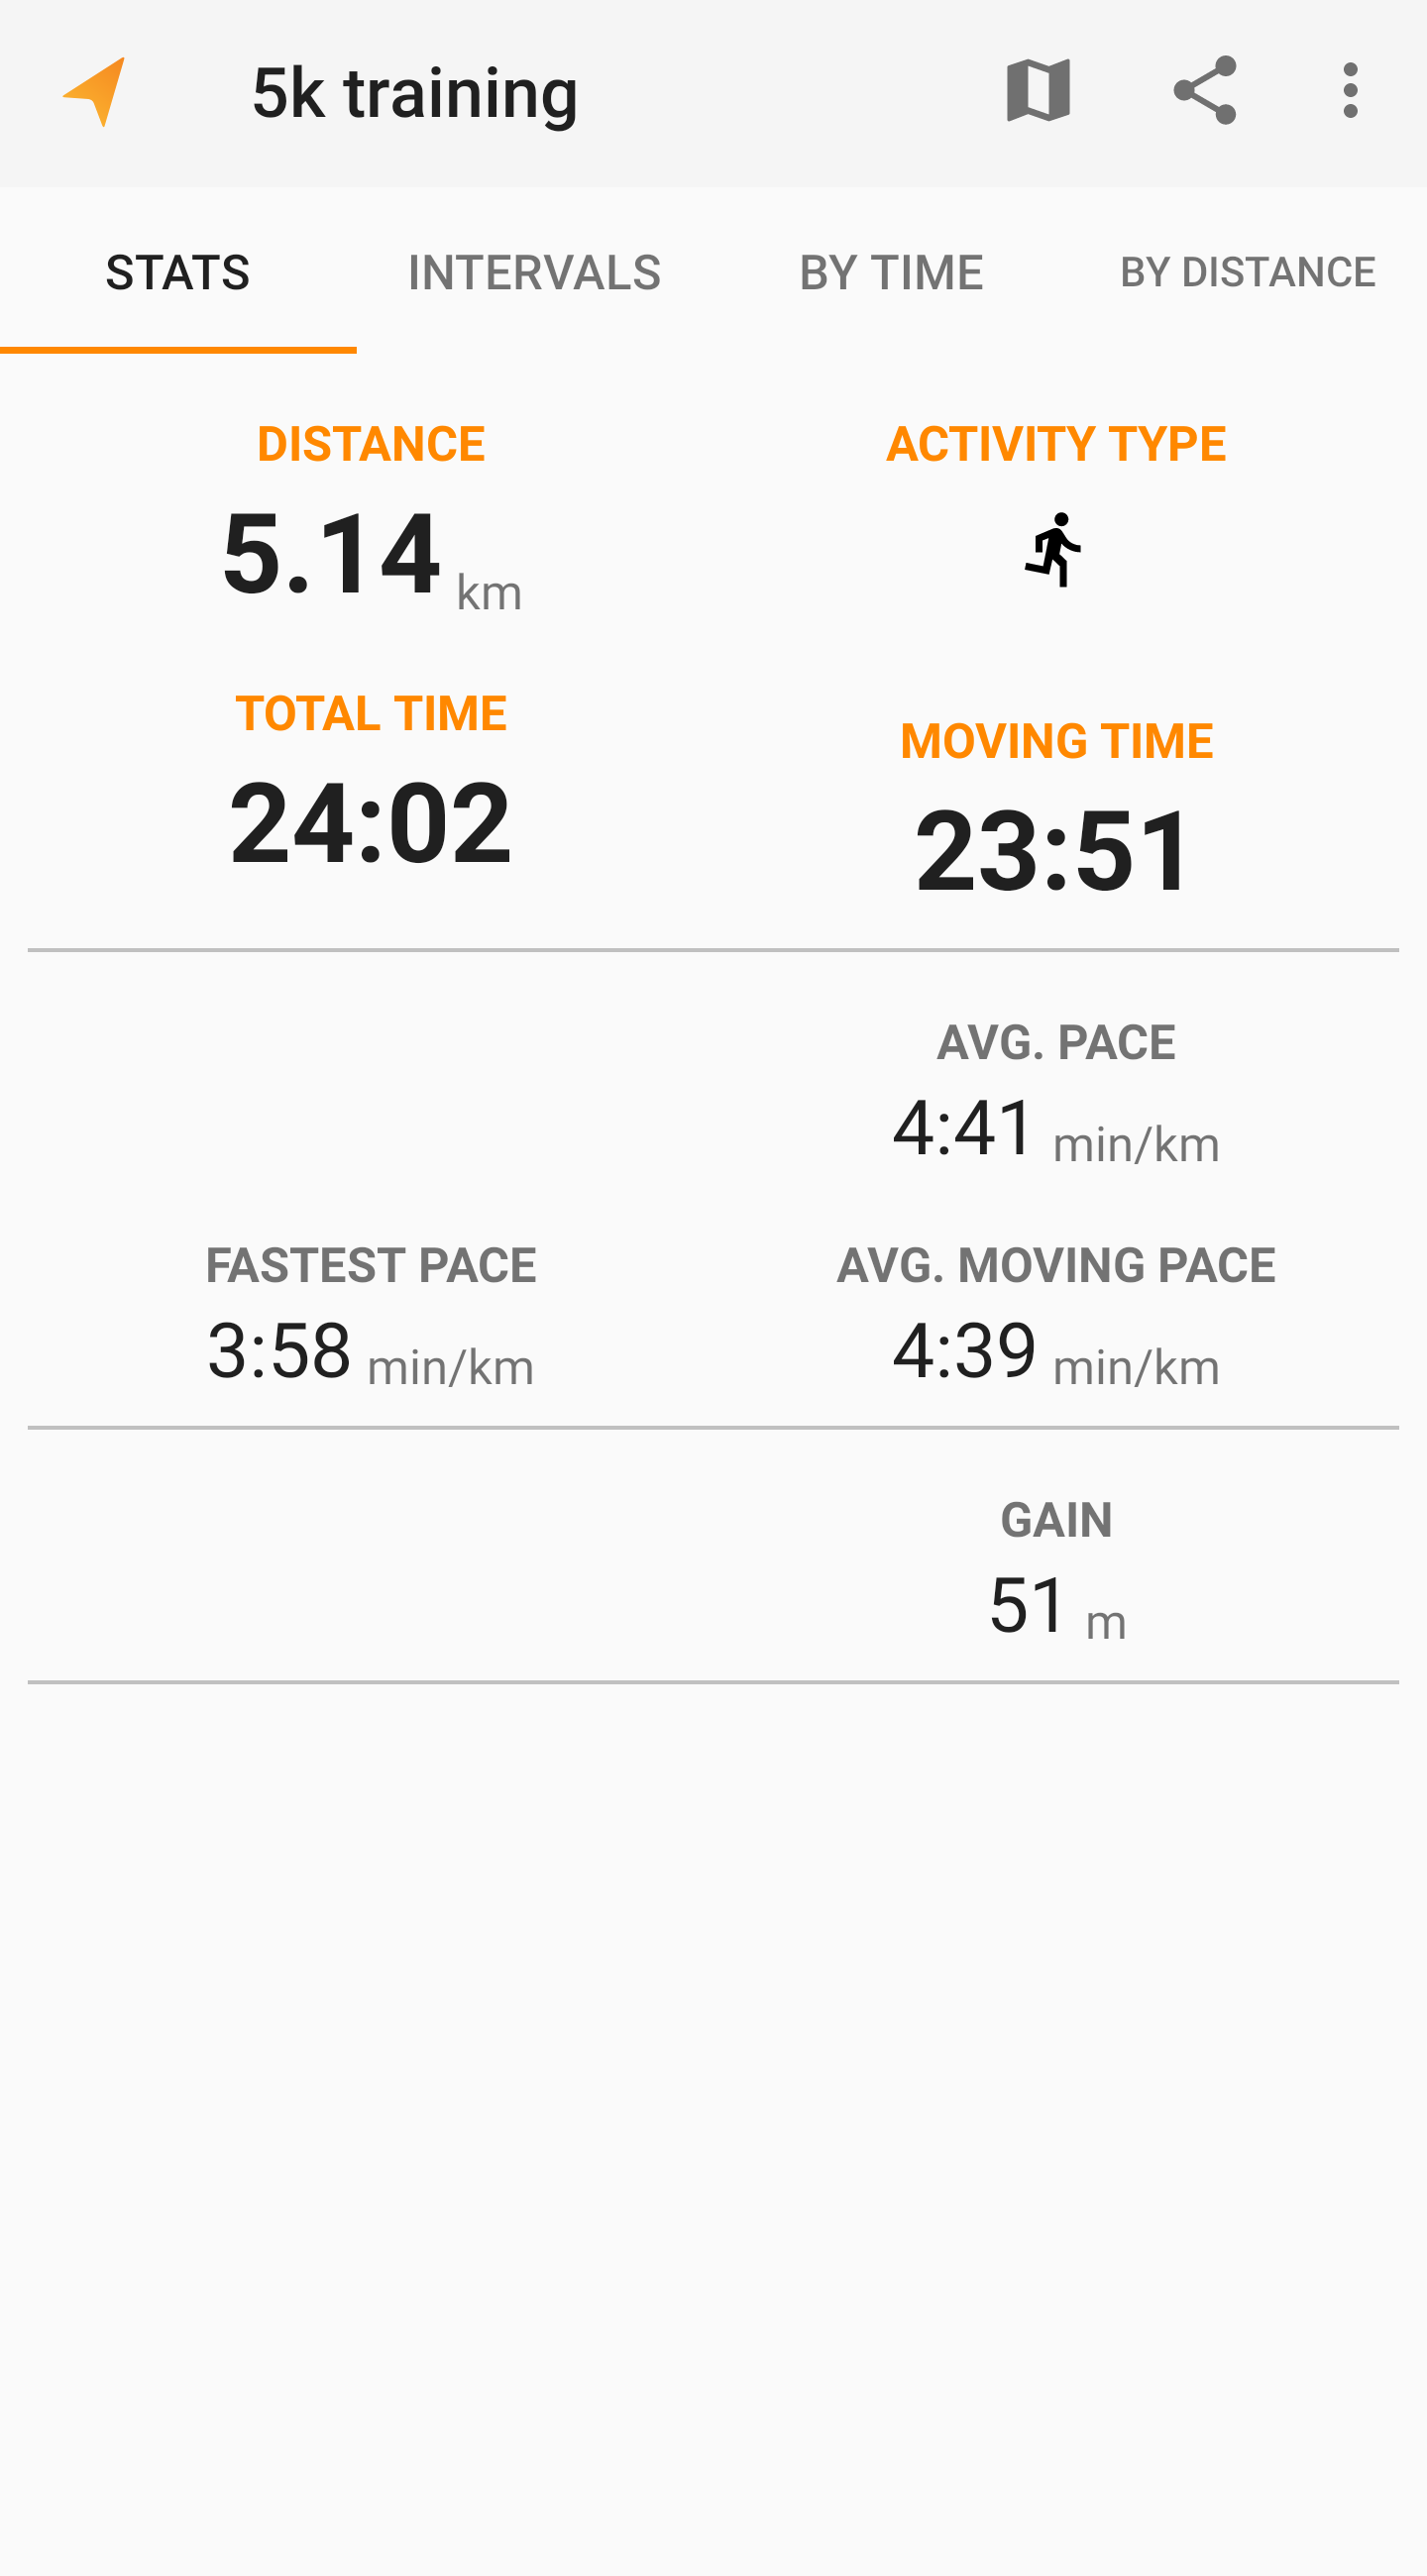 5k training
STATS
INTERVALS
BY TIME
BY DISTANCE
DISTANCE
5.14 km
ACTIVITY TYPE
TOTAL TIME
24:02
MOVING TIME
23:51
AVG. PACE
4:41 min/km
FASTEST PACE
3:58 min/km
AVG. MOVING PACE
4:39 min/km
GAIN
51 m